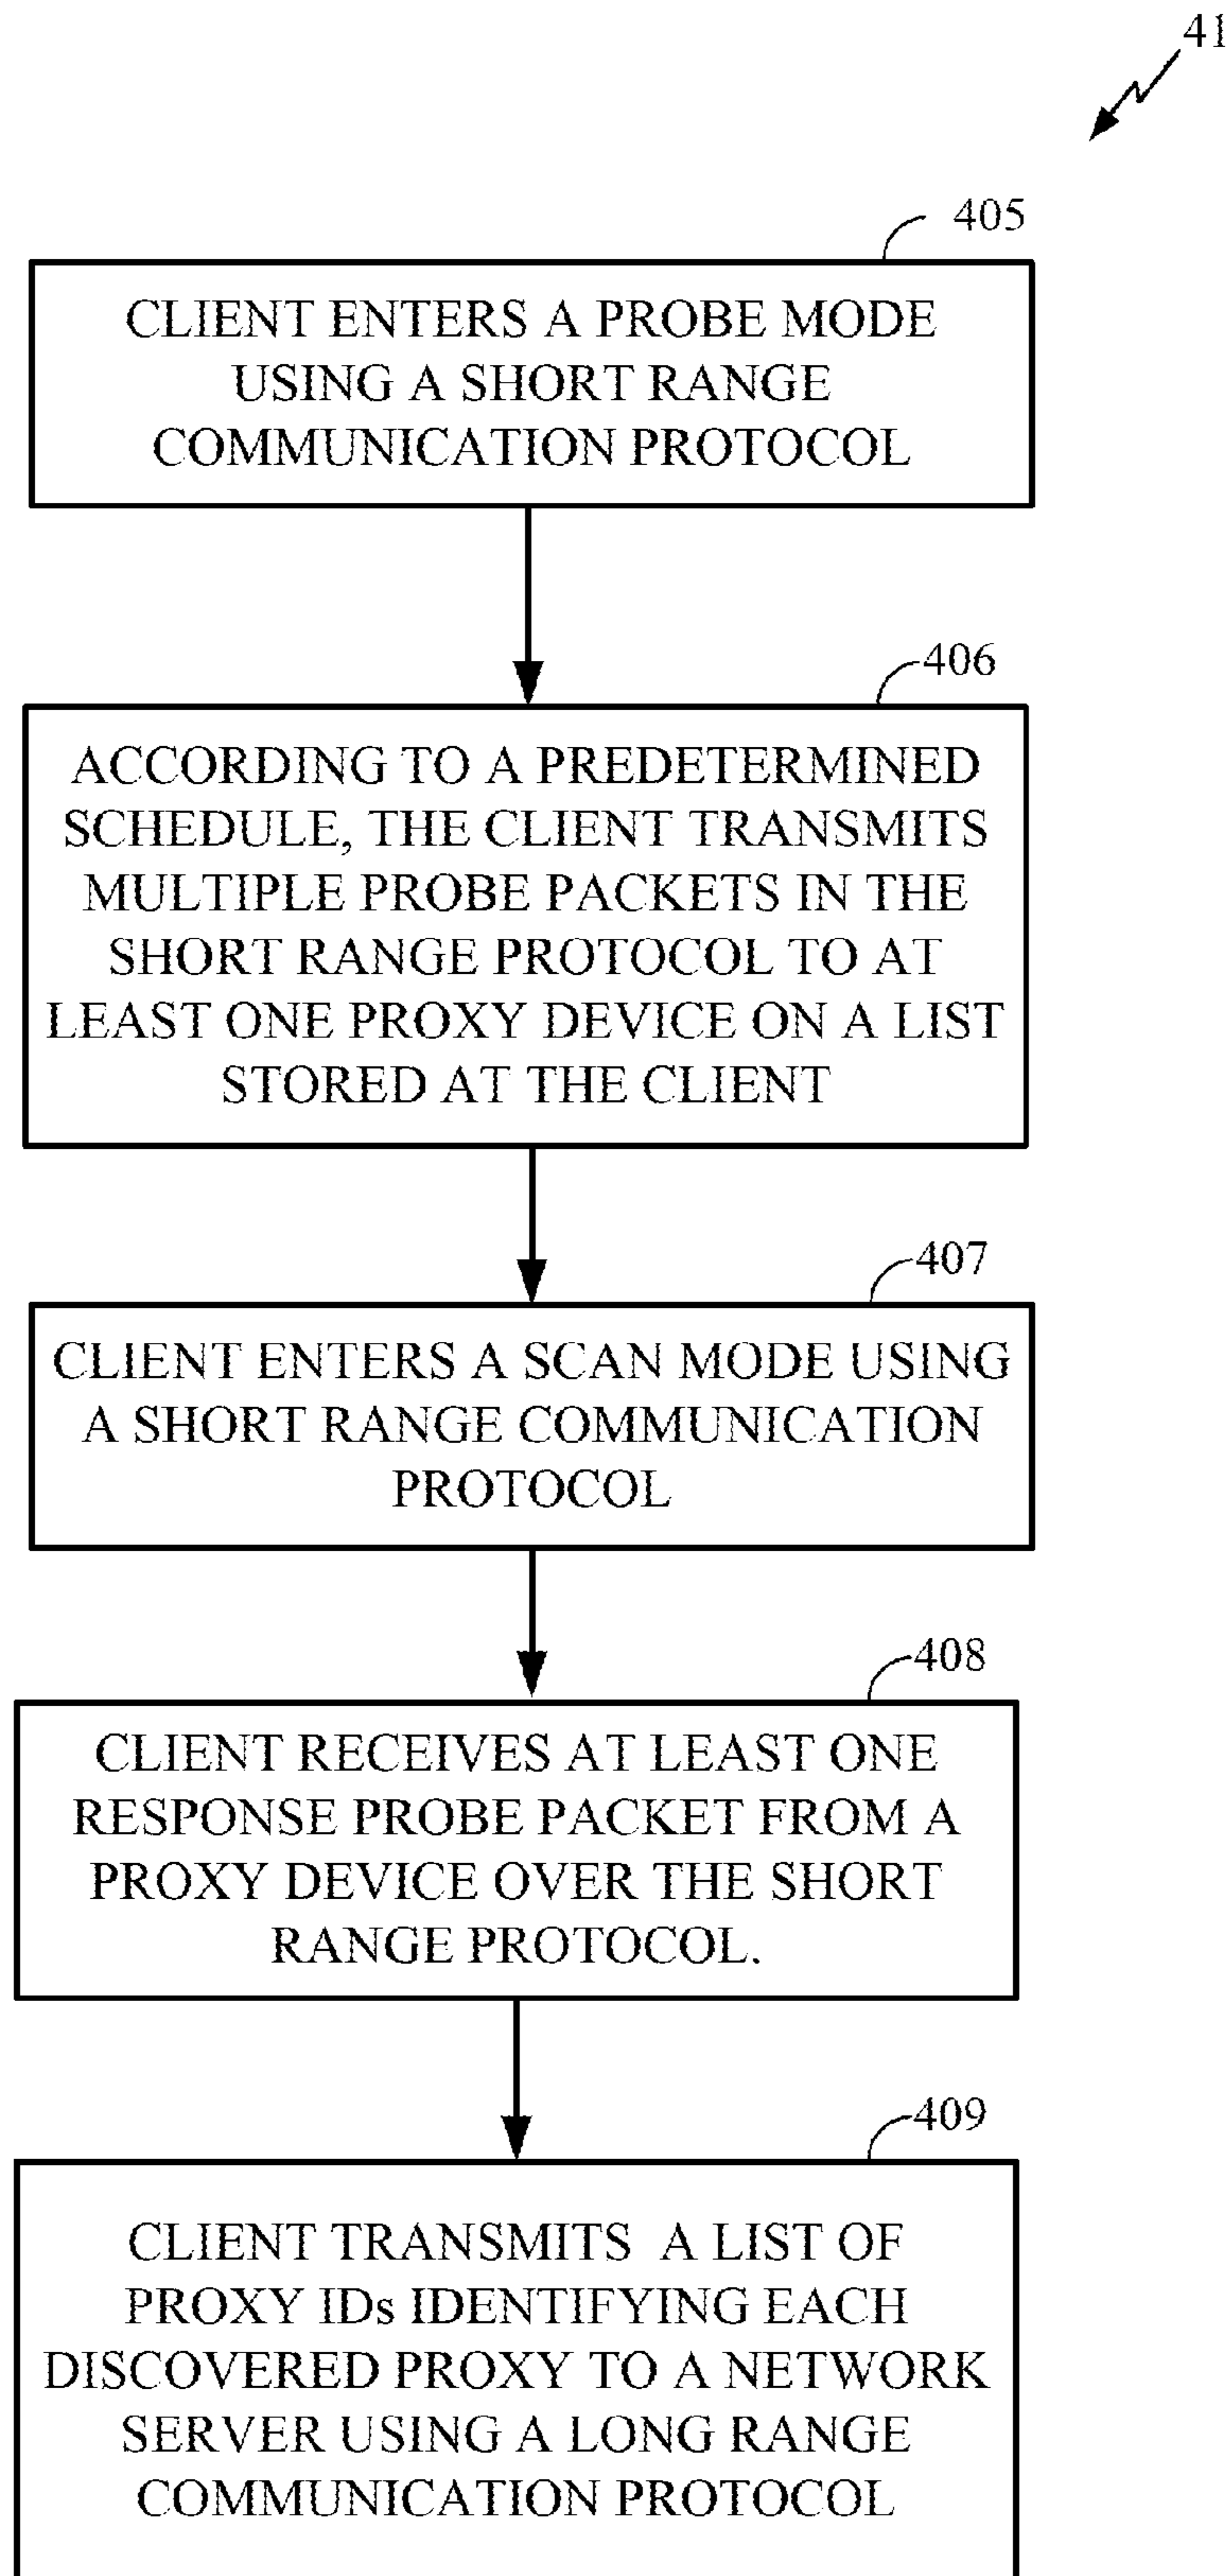 41
405
CLIENT ENTERS A PROBE MODE
USING A SHORT RANGE
COMMUNICATION PROTOCOL
406
ACCORDING TO A PREDETERMINED
SCHEDULE, THE CLIENT TRANSMITS
MULTIPLE PROBE PACKETS IN THE
SHORT RANGE PROTOCOL TO AT
LEAST ONE PROXY DEVICE ON A LIST
STORED AT THE CLIENT
407
CLIENT ENTERS A SCAN MODE USING
A SHORT RANGE COMMUNICATION
PROTOCOL
408
CLIENT RECEIVES AT LEAST ONE
RESPONSE PROBE PACKET FROM A
PROXY DEVICE OVER THE SHORT
RANGE PROTOCOL.
409
CLIENT TRANSMITS A LIST OF
PROXY IDs IDENTIFYING EACH
DISCOVERED PROXY TO A NETWORK
SERVER USING A LONG RANGE
COMMUNICATION PROTOCOL